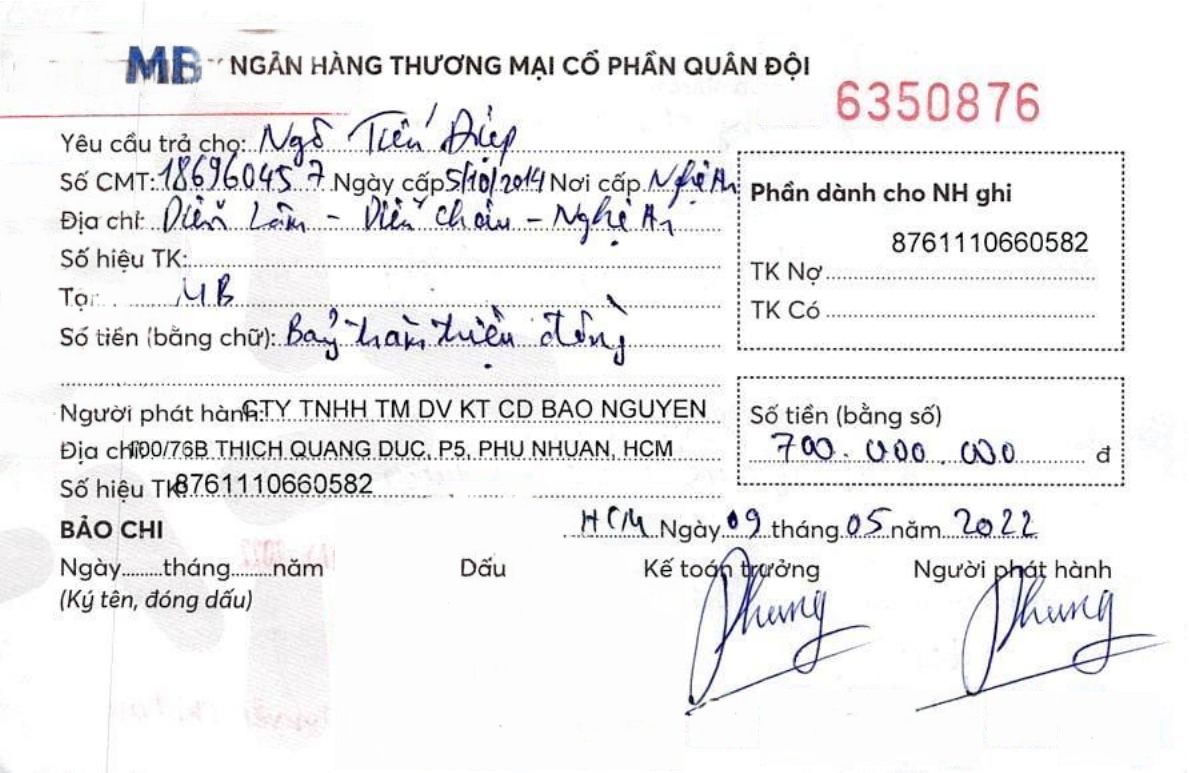 MB NGÂN HÀNG THƯƠNG MẠI CỔ PHẦN QUÂN ĐỘI
6350876
Yêu cầu trả cho: Ngô Tiến Điệp
Số CMT: 186960457 Ngày cấp 5/10/2014 Nơi cấp Nghệ An
Địa chỉ: Diễn Lâm - Diễn Châu - Nghệ An
Số hiệu TK:
Tạ MB
Số tiền (bằng chữ): Bảy trăm triệu đồng
Phần dành cho NH ghi
8761110660582
TK Nợ
TK Có
Người phát hành: CTY TNHH TM DV KT CD BAO NGUYEN
Địa chỉ: 100/76B THICH QUANG DUC, P5, PHU NHUAN, HCM
Số hiệu TK 8761110660582
Số tiền (bằng số)
700.000.000 đ
BẢO CHI
HCM Ngày 09 tháng 05 năm 2022
Ngày.........tháng.........năm
Dấu
Kế toán trưởng
Người phát hành
(Ký tên, đóng dấu)
Phung
Phung